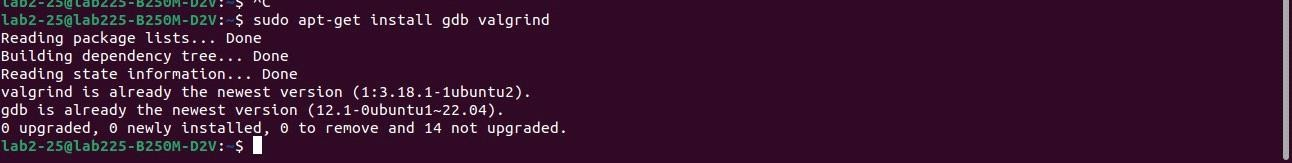 lab2-25@lab225-B250M-D2V:~$ ^C
lab2-25@lab225-B250M-D2V:~$ sudo apt-get install gdb valgrind
Reading package lists... Done
Building dependency tree... Done
Reading state information... Done
valgrind is already the newest version (1:3.18.1-1ubuntu2).
gdb is already the newest version (12.1-0ubuntu1~22.04).
0 upgraded, 0 newly installed, 0 to remove and 14 not upgraded.
lab2-25@lab225-B250M-D2V:~$